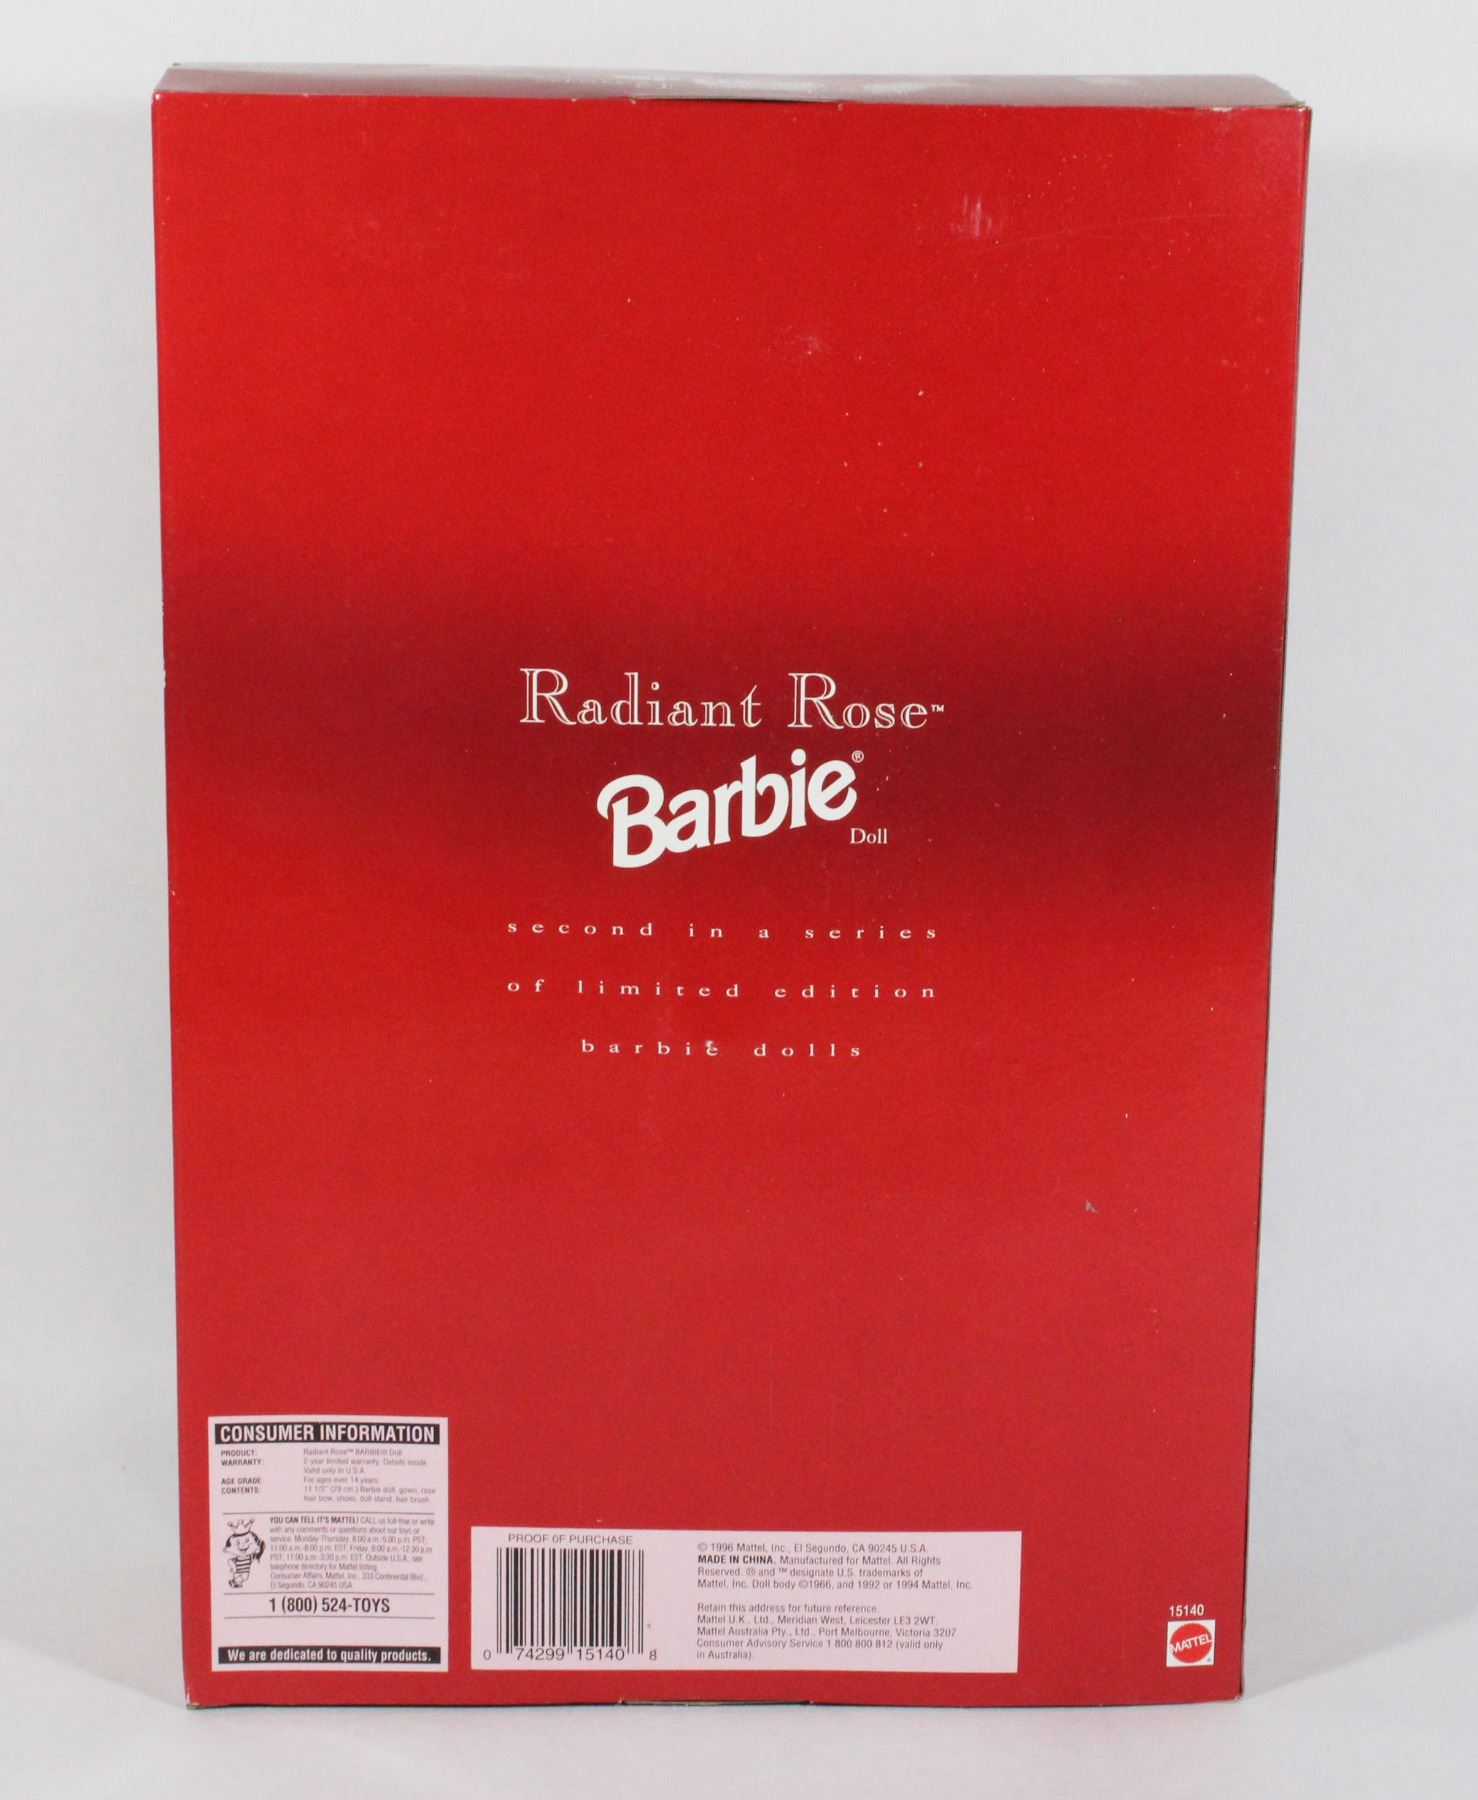 Radiant Rose™
Barbie®
Doll
second in a series
of limited edition
barbie dolls
CONSUMER INFORMATION
PRODUCT: Radiant Rose™ BARBIE® Doll
WARRANTY: 2-year limited warranty. Details inside.
Valid only in U.S.A.
AGE GRADE: For ages over 14 years
CONTENTS: 11 1/2" (29 cm.) Barbie doll, gown, rose
hair bow, shoes, doll stand, hair brush
YOU CAN TELL IT'S MATTEL! CALL us toll-free or write
with any comments or questions about our toys or
service. Monday-Thursday, 8:00 a.m.-5:00 p.m. PST,
11:00 a.m.-8:00 p.m. EST, Friday, 8:00 a.m.-12:30 p.m.
PST, 11:00 a.m.-3:30 p.m. EST. Outside U.S.A., see
telephone directory for Mattel listing.
Consumer Affairs, Mattel, Inc., 333 Continental Blvd.,
El Segundo, CA 90245 USA
1 (800) 524-TOYS
We are dedicated to quality products.
PROOF OF PURCHASE
0 74299 15140 8
© 1996 Mattel, Inc., El Segundo, CA 90245 U.S.A.
MADE IN CHINA. Manufactured for Mattel. All Rights
Reserved. ® and ™ designate U.S. trademarks of
Mattel, Inc. Doll body ©1966, and 1992 or 1994 Mattel, Inc.
Retain this address for future reference.
Mattel U.K., Ltd., Meridian West, Leicester LE3 2WT.
Mattel Australia Pty., Ltd., Port Melbourne, Victoria 3207
Consumer Advisory Service 1 800 800 812 (valid only
in Australia).
15140
MATTEL